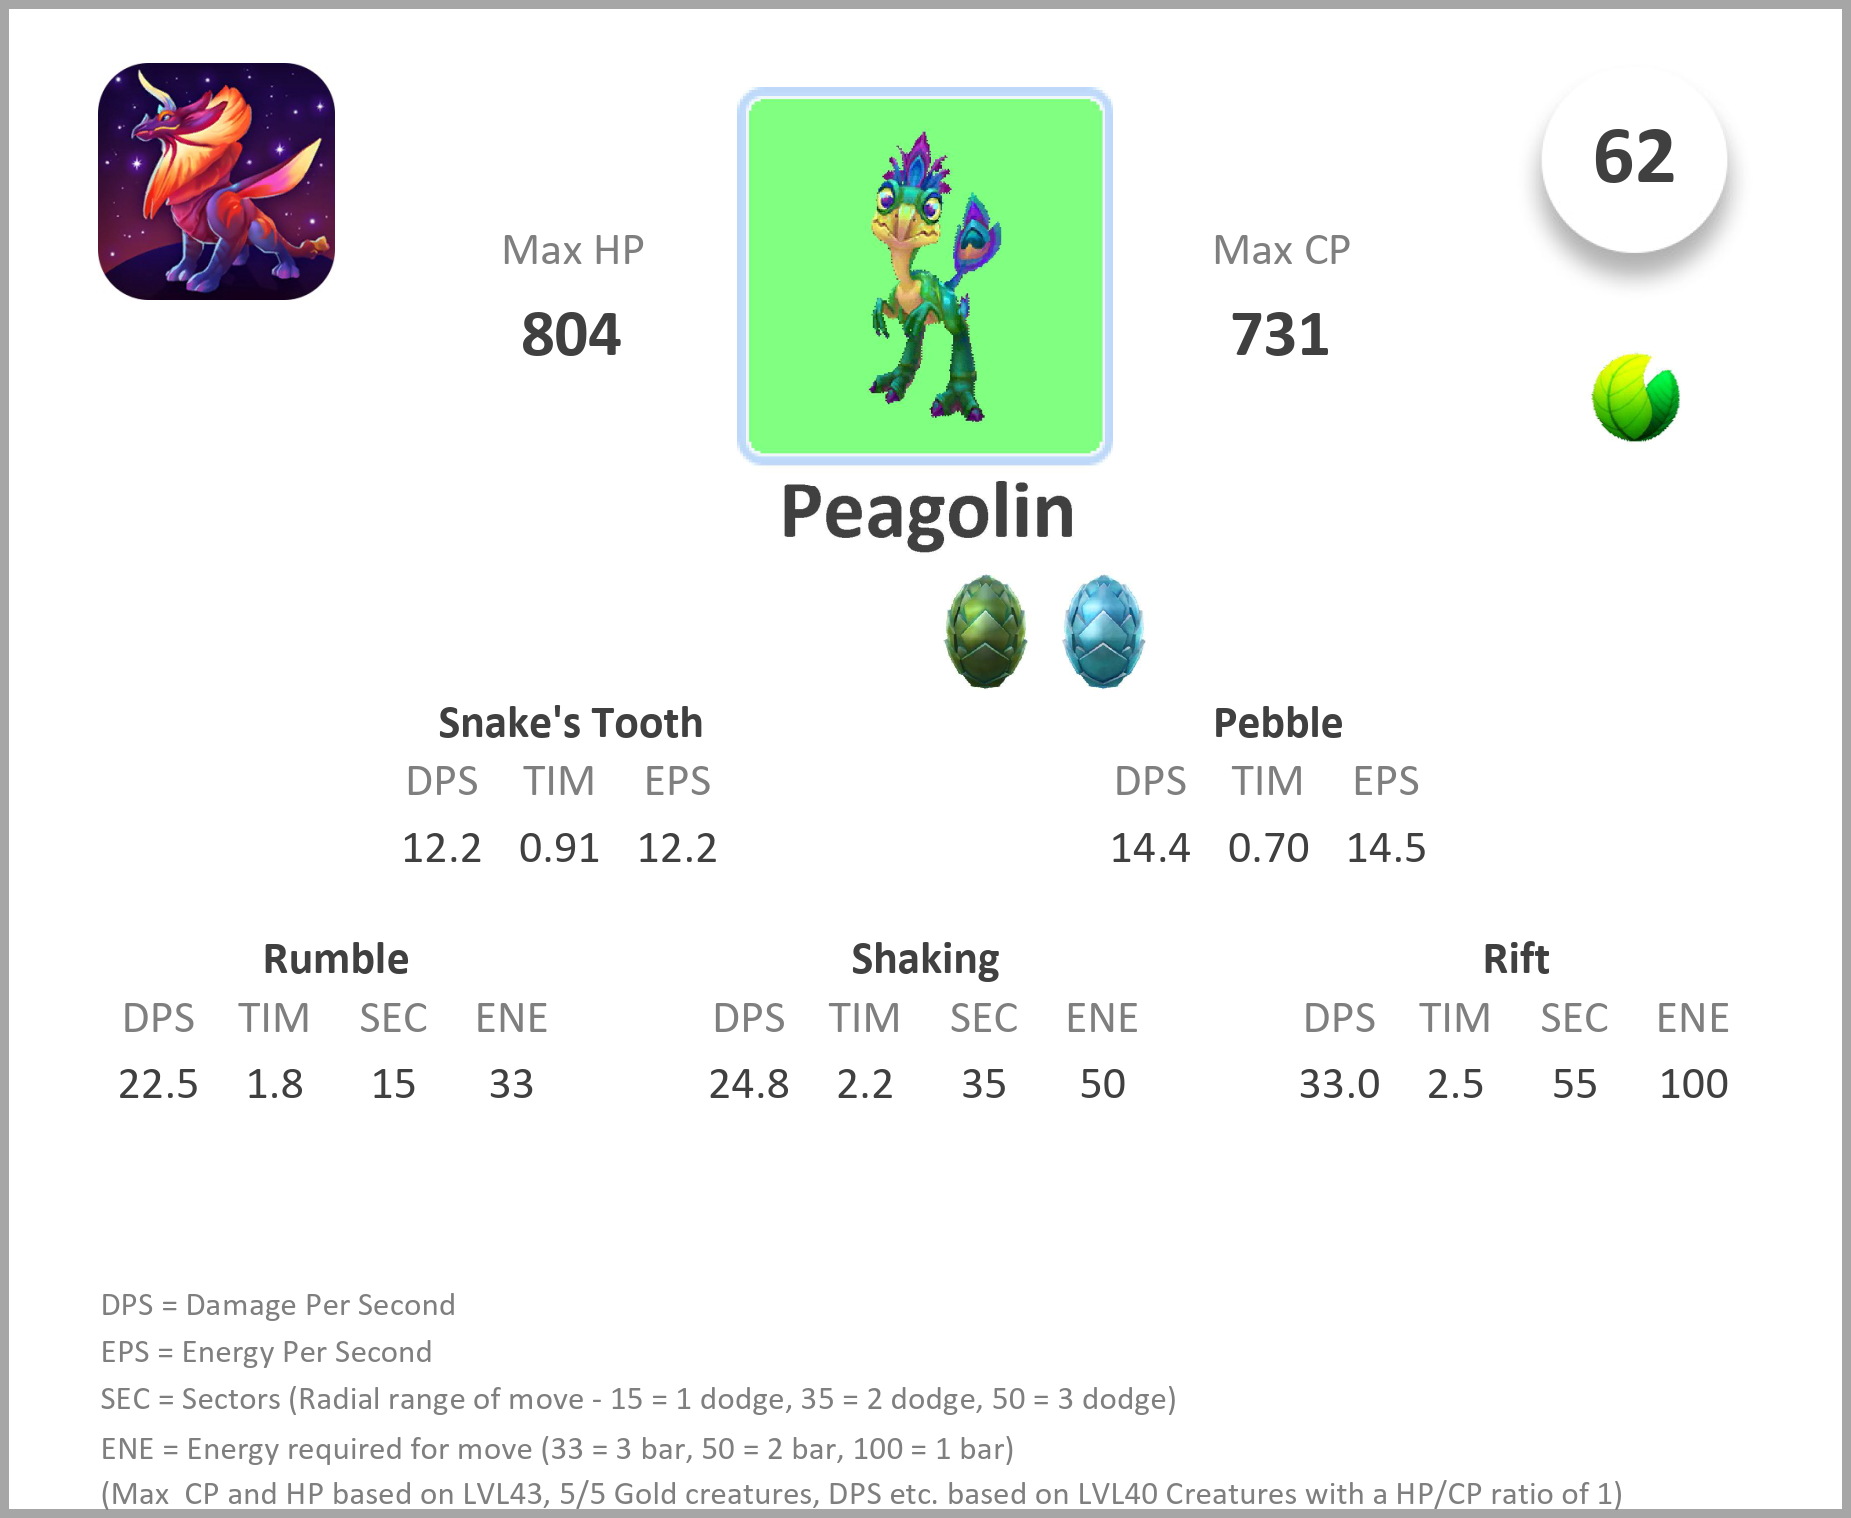 62
Max HP
Max CP
804
731
Peagolin
Snake's Tooth
Pebble
DPS TIM EPS
DPS TIM EPS
12.2 0.91 12.2
14.4 0.70 14.5
Rumble
Shaking
Rift
DPS TIM SEC ENE
DPS TIM SEC ENE
DPS TIM SEC ENE
22.5 1.8 15 33
24.8 2.2 35 50
33.0 2.5 55 100
DPS = Damage Per Second
EPS = Energy Per Second
SEC = Sectors (Radial range of move - 15 = 1 dodge, 35 = 2 dodge, 50 = 3 dodge)
ENE = Energy required for move (33 = 3 bar, 50 = 2 bar, 100 = 1 bar)
(Max  CP and HP based on LVL43, 5/5 Gold creatures, DPS etc. based on LVL40 Creatures with a HP/CP ratio of 1)